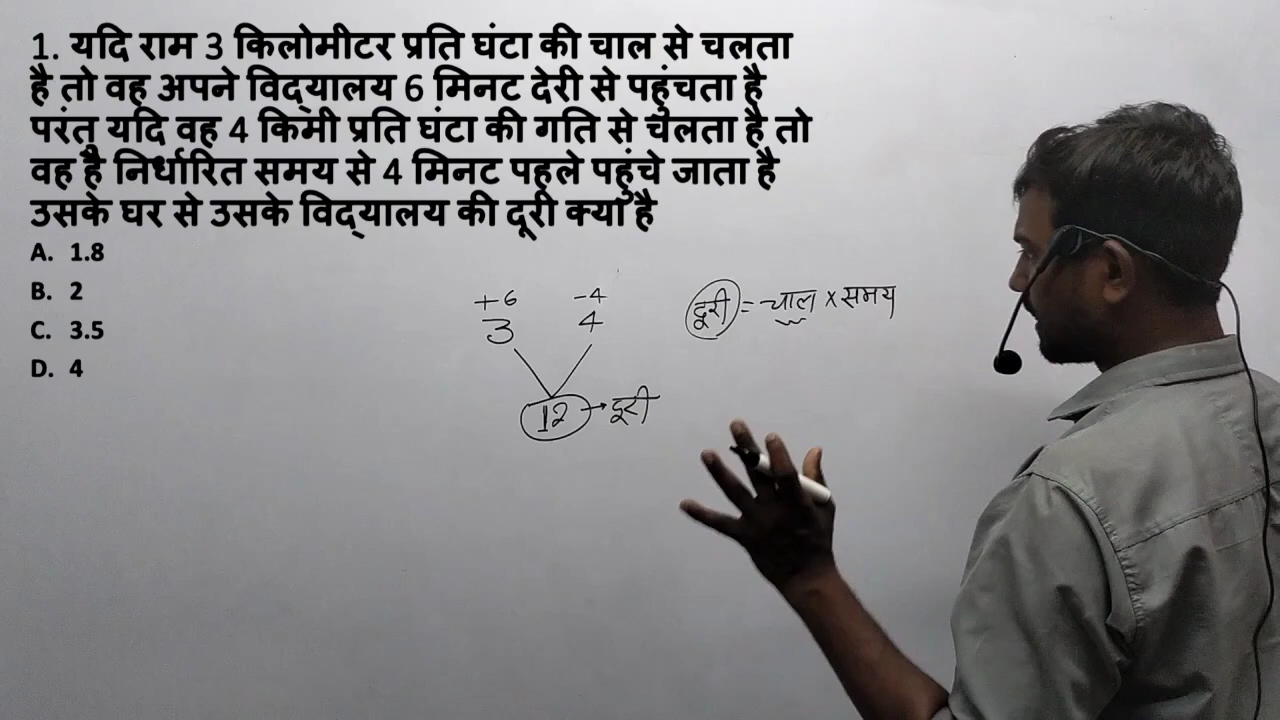 1. यदि राम 3 किलोमीटर प्रति घंटा की चाल से चलता
है तो वह अपने विद्यालय 6 मिनट देरी से पहुंचता है
परंतु यदि वह 4 किमी प्रति घंटा की गति से चलता है तो
वह है निर्धारित समय से 4 मिनट पहले पहुंचे जाता है
उसके घर से उसके विद्यालय की दूरी क्या है
A. 1.8
B. 2
C. 3.5
D. 4
+6 -4
3 4
दूरी = चाल x समय
12 → दूरी